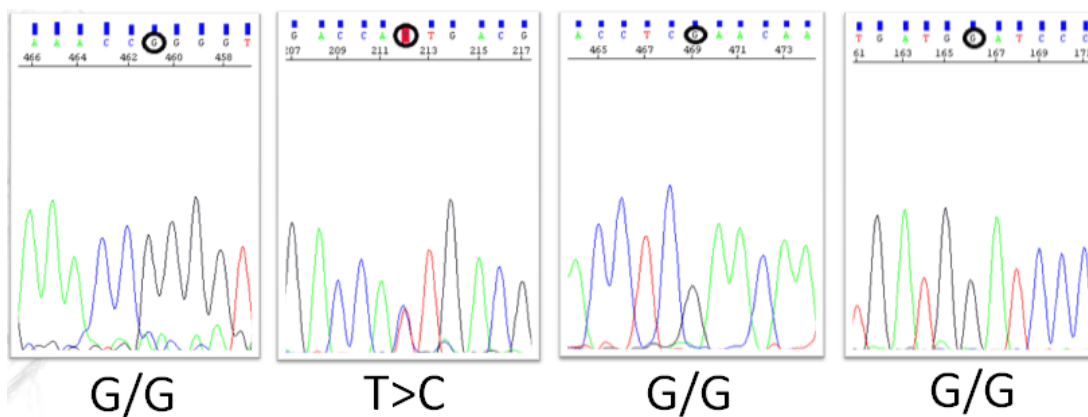 A A A C C G G G G T
466 464 462 460 458
G A C C A T G A C G
207 209 211 213 215 217
A C C T C G A A C A A
465 467 469 471 473
T G A T G G A T C C C
61 163 165 167 169
G/G
T>C
G/G
G/G